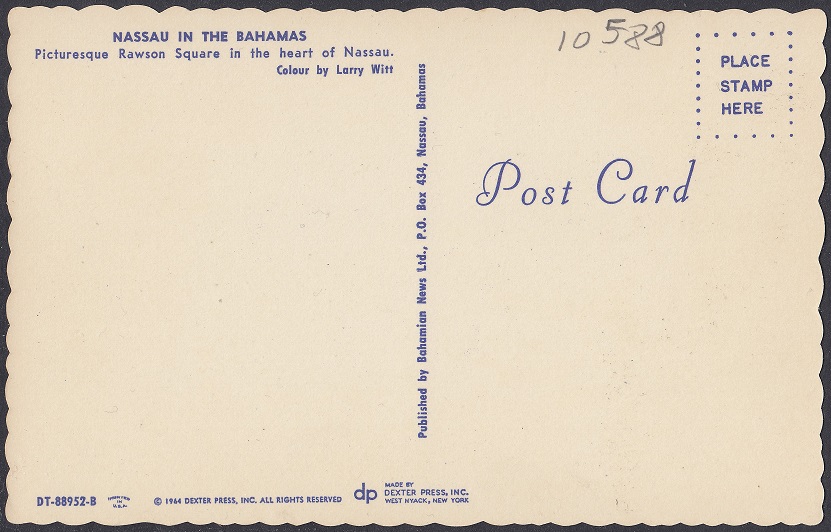 NASSAU IN THE BAHAMAS
Picturesque Rawson Square in the heart of Nassau.
Colour by Larry Witt
10588
PLACE
STAMP
HERE
Post Card
Published by Bahamian News Ltd., P.O. Box 434, Nassau, Bahamas
DT-88952-B
PRINTED
IN
U.S.A.
© 1964 DEXTER PRESS, INC. ALL RIGHTS RESERVED
dp
MADE BY
DEXTER PRESS, INC.
WEST NYACK, NEW YORK